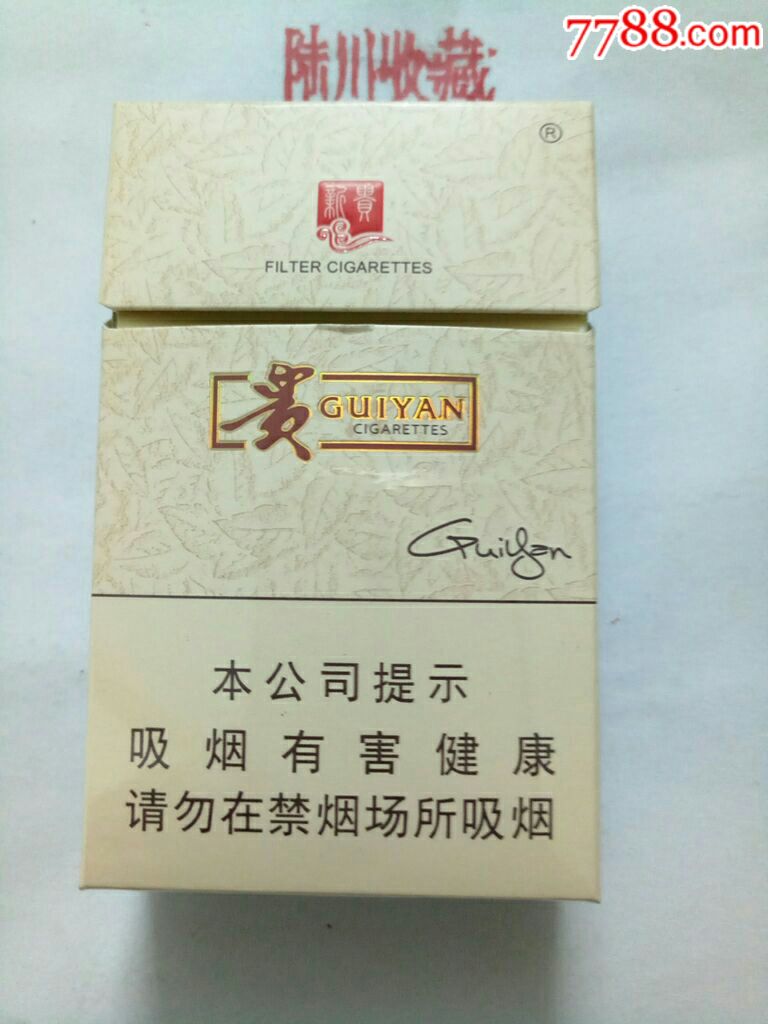 7788.com
陆川收藏
®
新貴
FILTER CIGARETTES
贵 GUIYAN
CIGARETTES
GuiYan
本公司提示
吸烟有害健康
请勿在禁烟场所吸烟